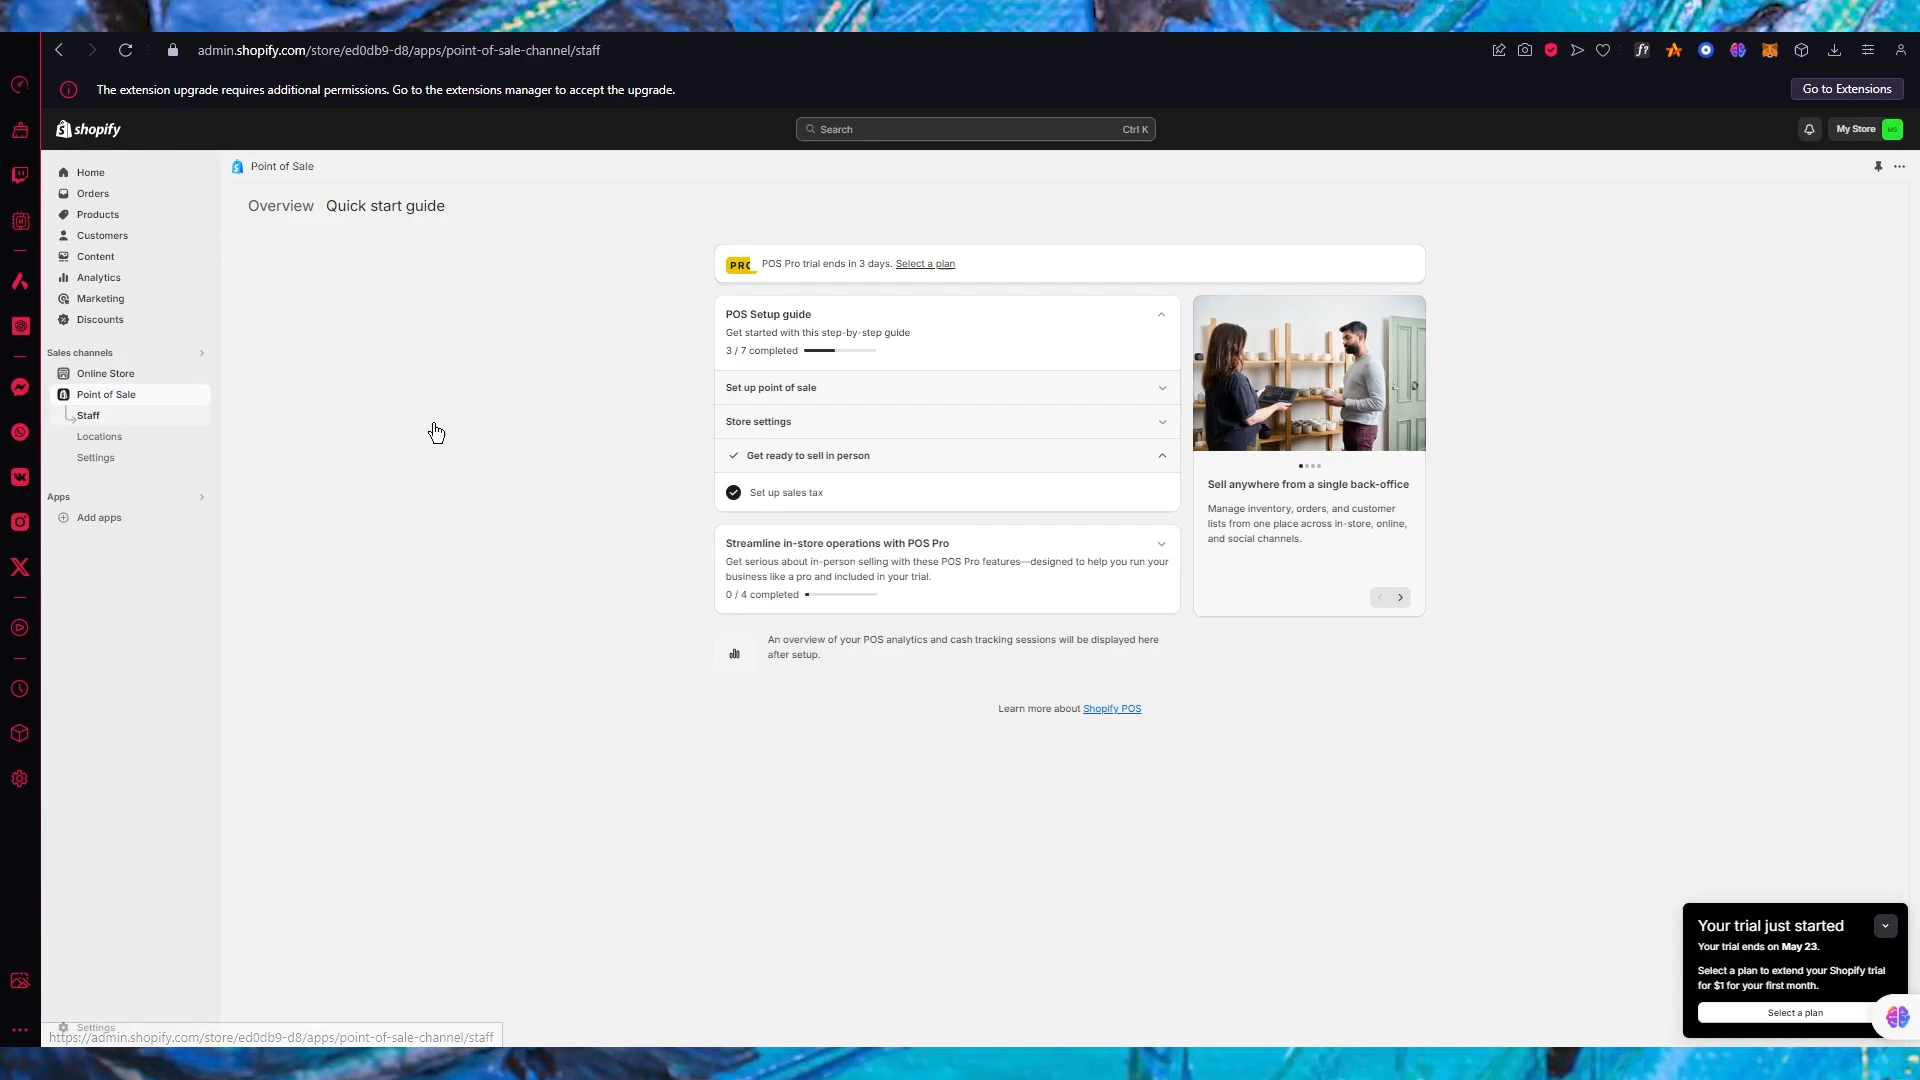 admin.shopify.com/store/ed0db9-d8/apps/point-of-sale-channel/staff
The extension upgrade requires additional permissions. Go to the extensions manager to accept the upgrade.
Go to Extensions
shopify
Search
Ctrl K
My Store
MS
Home
Orders
Products
Customers
Content
Analytics
Marketing
Discounts
Sales channels
Online Store
Point of Sale
Staff
Locations
Settings
Apps
Add apps
Settings
Point of Sale
Overview
Quick start guide
PRO
POS Pro trial ends in 3 days. Select a plan
POS Setup guide
Get started with this step-by-step guide
3 / 7 completed
Set up point of sale
Store settings
Get ready to sell in person
Set up sales tax
Streamline in-store operations with POS Pro
Get serious about in-person selling with these POS Pro features—designed to help you run your
business like a pro and included in your trial.
0 / 4 completed
An overview of your POS analytics and cash tracking sessions will be displayed here
after setup.
Learn more about Shopify POS
Sell anywhere from a single back-office
Manage inventory, orders, and customer
lists from one place across in-store, online,
and social channels.
Your trial just started
Your trial ends on May 23.
Select a plan to extend your Shopify trial
for $1 for your first month.
Select a plan
https://admin.shopify.com/store/ed0db9-d8/apps/point-of-sale-channel/staff